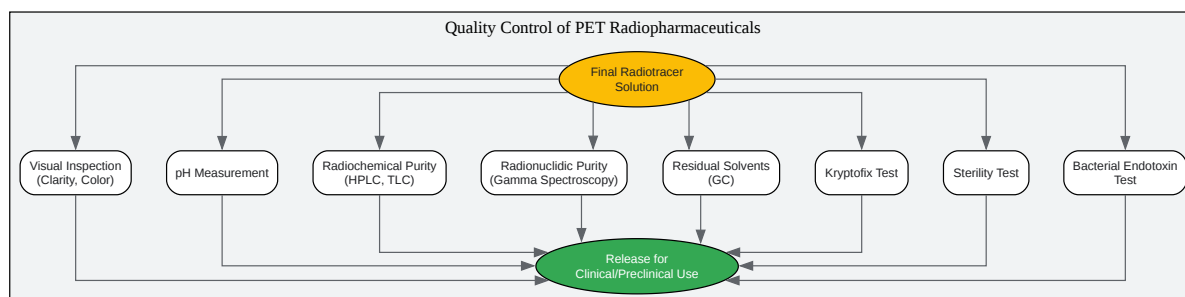 Quality Control of PET Radiopharmaceuticals
Final Radiotracer
Solution
Visual Inspection
(Clarity, Color)
pH Measurement
Radiochemical Purity
(HPLC, TLC)
Radionuclidic Purity
(Gamma Spectroscopy)
Residual Solvents
(GC)
Kryptofix Test
Sterility Test
Bacterial Endotoxin
Test
Release for
Clinical/Preclinical Use